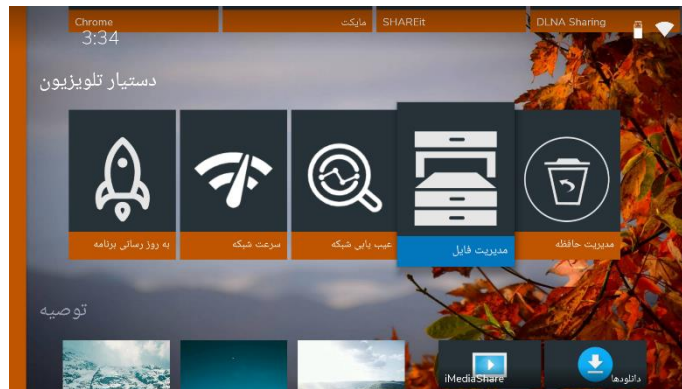 Chrome
مایکت
SHAREit
DLNA Sharing
3:34
دستیار تلویزیون
به روز رسانی برنامه
سرعت شبکه
عیب یابی شبکه
مدیریت فایل
مدیریت حافظه
توصیه
iMediaShare
دانلودها